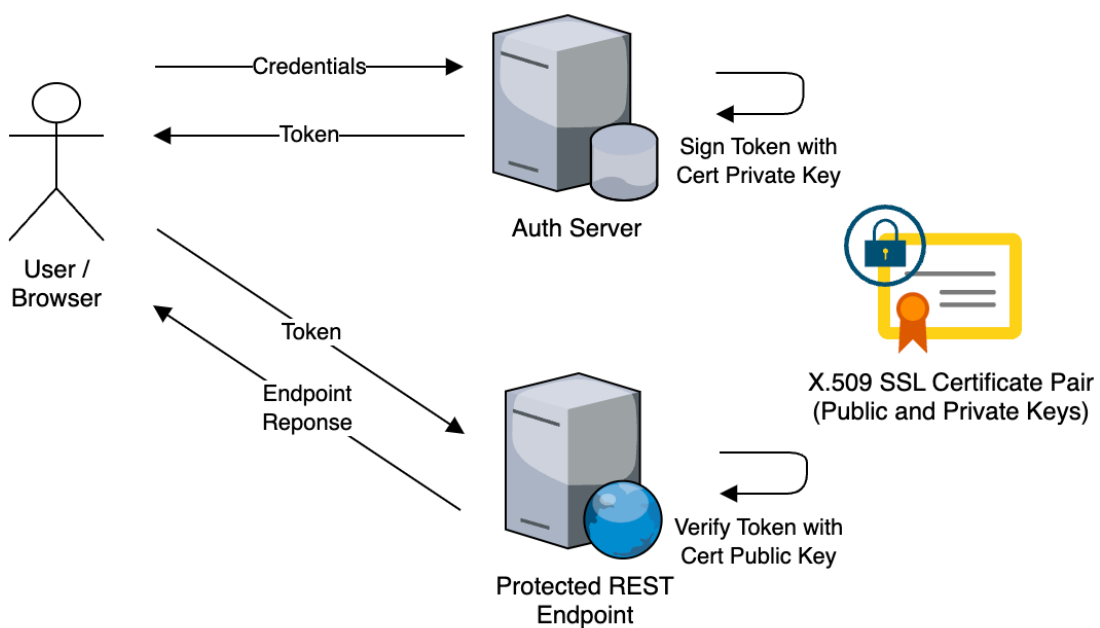 Credentials
Token
Sign Token with
Cert Private Key
Auth Server
User /
Browser
Token
Endpoint
Reponse
X.509 SSL Certificate Pair
(Public and Private Keys)
Verify Token with
Cert Public Key
Protected REST
Endpoint